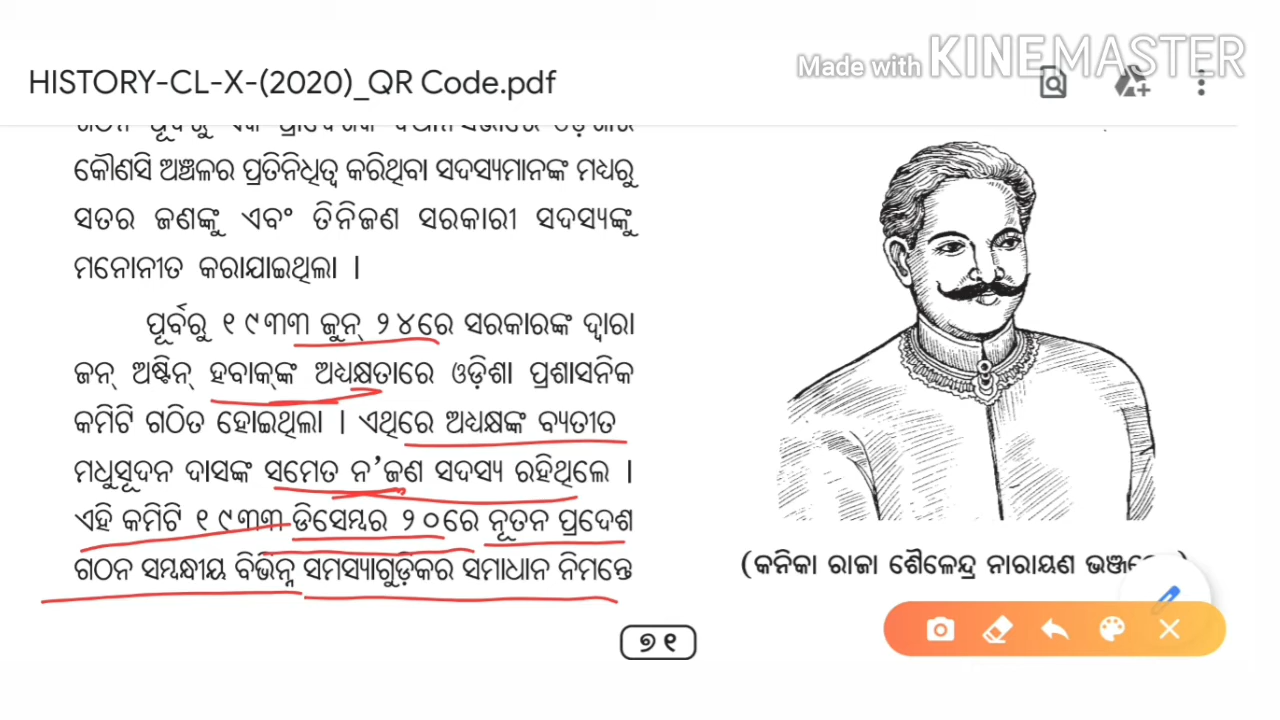 Made with KINEMASTER
HISTORY-CL-X-(2020)_QR Code.pdf
କୌଣସି ଅଞ୍ଚଳର ପ୍ରତିନିଧିତ୍ୱ କରିଥିବା ସଦସ୍ୟମାନଙ୍କ ମଧ୍ୟରୁ
ସତର ଜଣଙ୍କୁ ଏବଂ ତିନିଜଣ ସରକାରୀ ସଦସ୍ୟଙ୍କୁ
ମନୋନୀତ କରାଯାଇଥିଲା |
ପୂର୍ବରୁ ୧୯୩୩ ଜୁନ୍ ୨୪ରେ ସରକାରଙ୍କ ଦ୍ୱାରା
ଜନ୍ ଅଷ୍ଟିନ୍ ହବାକ୍‌ଙ୍କ ଅଧ୍ୟକ୍ଷତାରେ ଓଡ଼ିଶା ପ୍ରଶାସନିକ
କମିଟି ଗଠିତ ହୋଇଥିଲା | ଏଥିରେ ଅଧ୍ୟକ୍ଷଙ୍କ ବ୍ୟତୀତ
ମଧୁସୂଦନ ଦାସଙ୍କ ସମେତ ନ'ଜଣ ସଦସ୍ୟ ରହିଥିଲେ |
ଏହି କମିଟି ୧୯୩୩ ଡିସେମ୍ବର ୨୦ରେ ନୂତନ ପ୍ରଦେଶ
ଗଠନ ସମ୍ବନ୍ଧୀୟ ବିଭିନ୍ନ ସମସ୍ୟାଗୁଡ଼ିକର ସମାଧାନ ନିମନ୍ତେ
(କନିକା ରାଜା ଶୈଳେନ୍ଦ୍ର ନାରାୟଣ )
୭୧